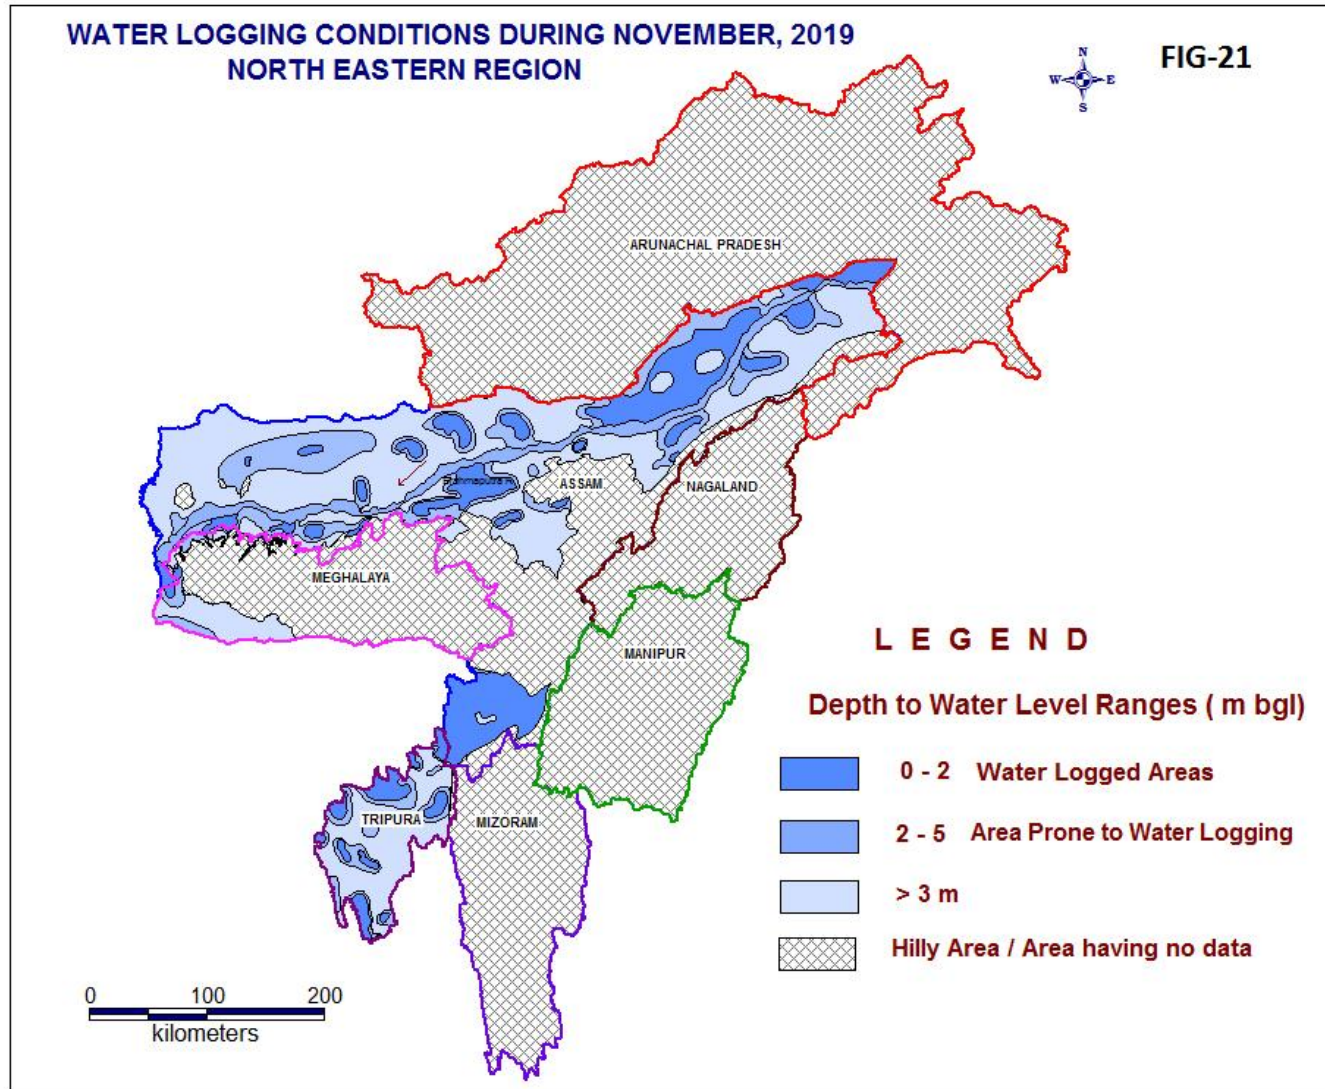 WATER LOGGING CONDITIONS DURING NOVEMBER, 2019
NORTH EASTERN REGION
FIG-21
N
W E
S
ARUNACHAL PRADESH
ASSAM
NAGALAND
MEGHALAYA
MANIPUR
TRIPURA
MIZORAM
L E G E N D
Depth to Water Level Ranges ( m bgl)
0 - 2 Water Logged Areas
2 - 5 Area Prone to Water Logging
> 3 m
Hilly Area / Area having no data
0 100 200
kilometers